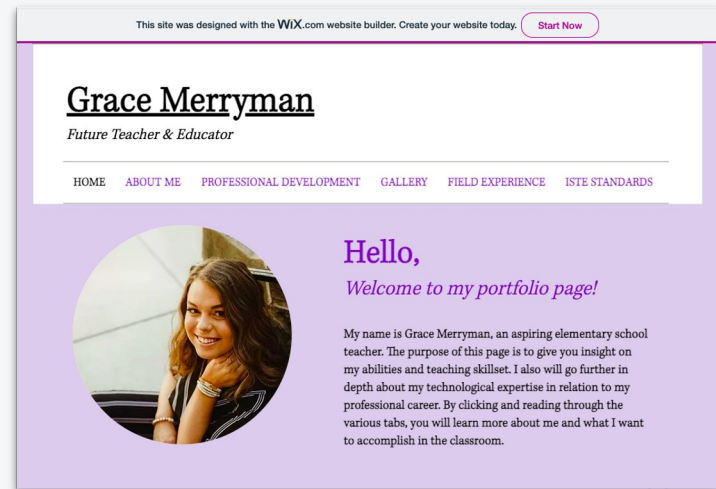 This site was designed with the WiX.com website builder. Create your website today. Start Now
Grace Merryman
Future Teacher & Educator
HOME ABOUT ME PROFESSIONAL DEVELOPMENT GALLERY FIELD EXPERIENCE ISTE STANDARDS
Hello,
Welcome to my portfolio page!
My name is Grace Merryman, an aspiring elementary school
teacher. The purpose of this page is to give you insight on
my abilities and teaching skillset. I also will go further in
depth about my technological expertise in relation to my
professional career. By clicking and reading through the
various tabs, you will learn more about me and what I want
to accomplish in the classroom.